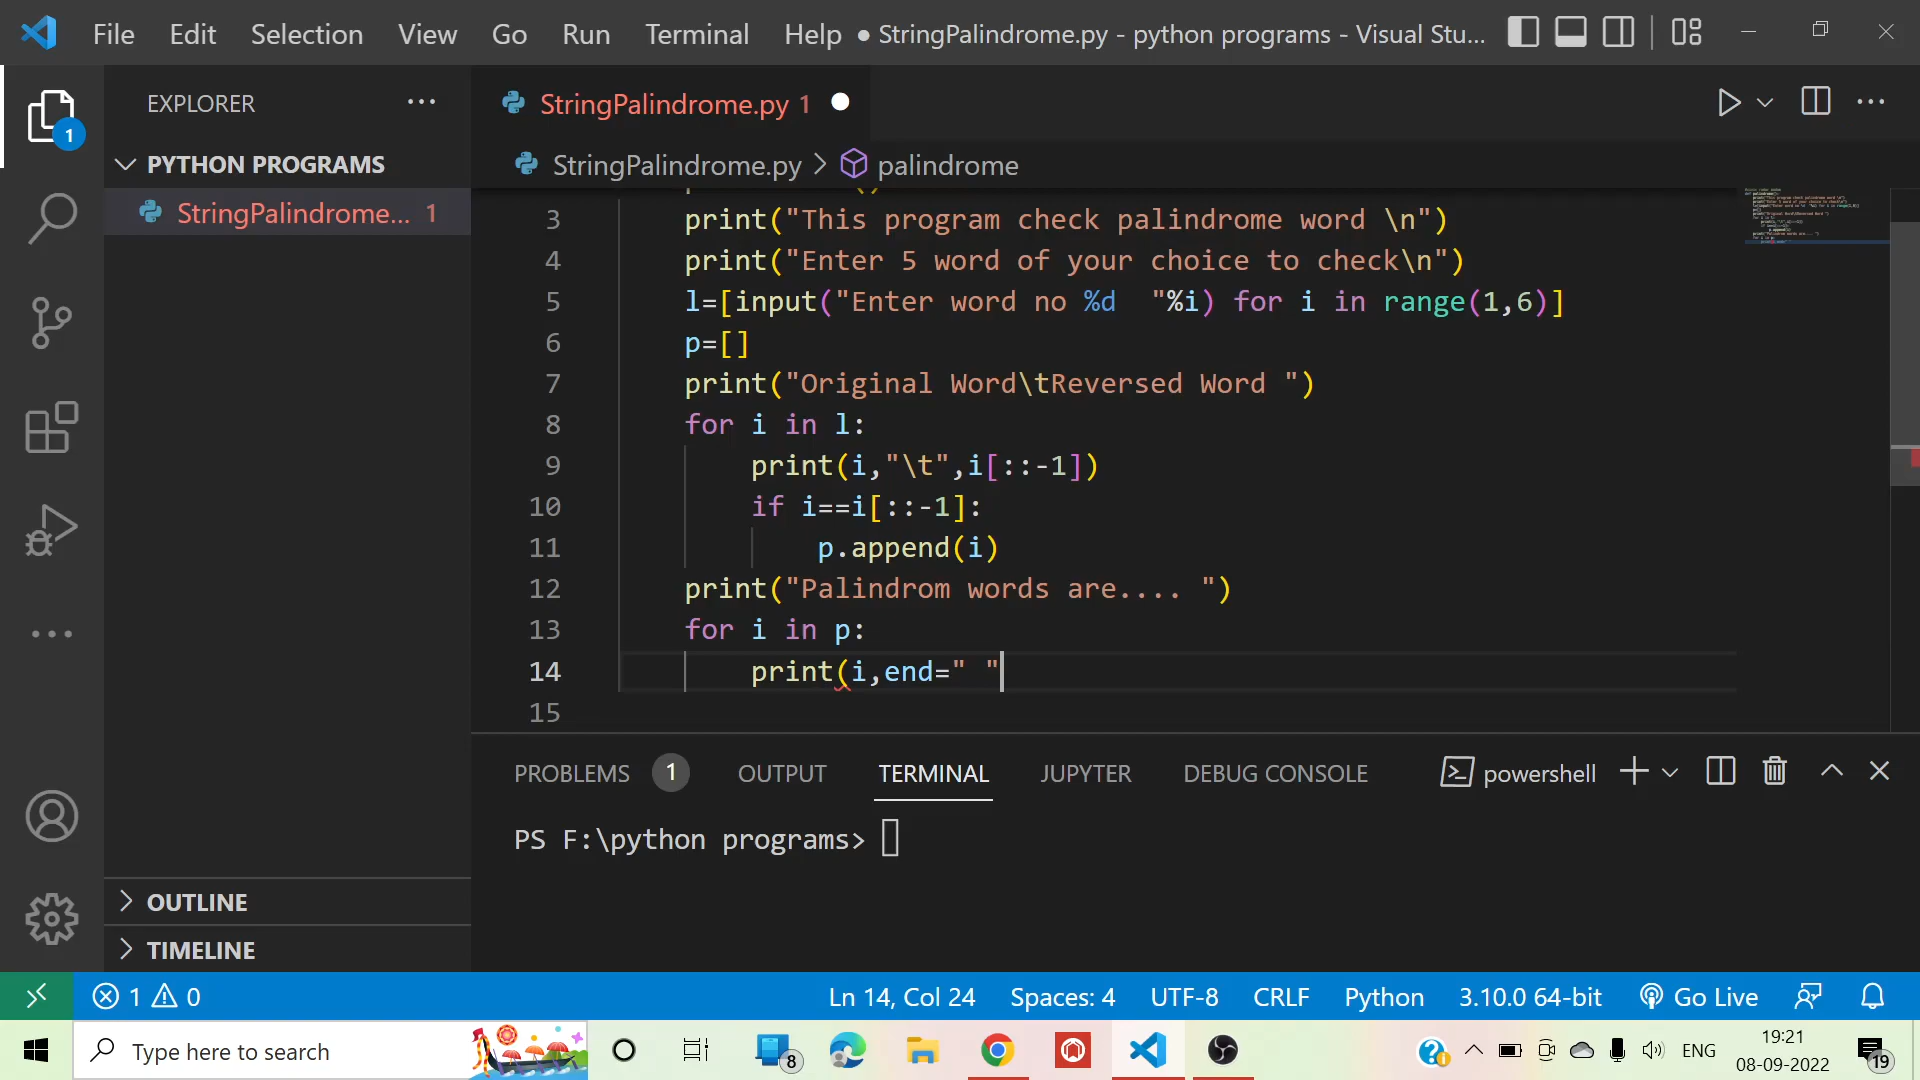 File Edit Selection View Go Run Terminal Help ● StringPalindrome.py - python programs - Visual Stu...
EXPLORER
PYTHON PROGRAMS
StringPalindrome... 1
OUTLINE
TIMELINE
1
StringPalindrome.py 1
StringPalindrome.py > palindrome
3 print("This program check palindrome word \n")
4 print("Enter 5 word of your choice to check\n")
5 l=[input("Enter word no %d  "%i) for i in range(1,6)]
6 p=[]
7 print("Original Word\tReversed Word ")
8 for i in l:
9 print(i,"\t",i[::-1])
10 if i==i[::-1]:
11 p.append(i)
12 print("Palindrom words are.... ")
13 for i in p:
14 print(i,end=" "
15
PROBLEMS 1 OUTPUT TERMINAL JUPYTER DEBUG CONSOLE powershell
PS F:\python programs>
1 0 Ln 14, Col 24 Spaces: 4 UTF-8 CRLF Python 3.10.0 64-bit Go Live
Type here to search 8 ENG 19:21
08-09-2022 19